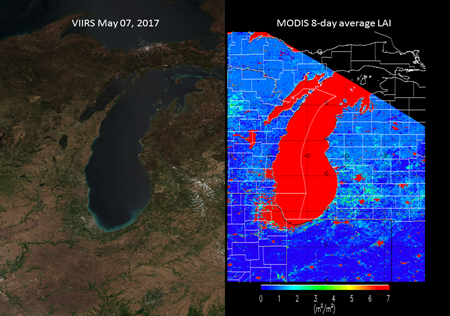 VIIRS May 07, 2017
MODIS 8-day average LAI
0 1 2 3 4 5 6 7
(m²/m²)